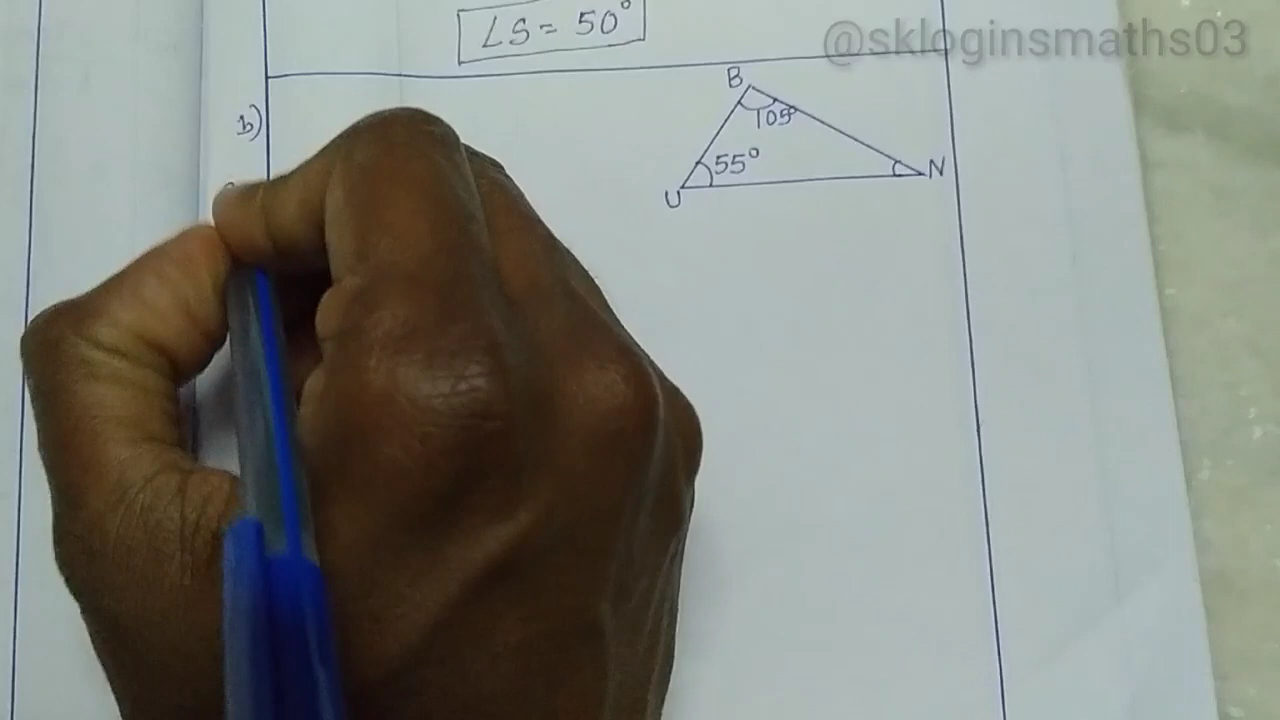 ∠S = 50°
@skloginsmaths03
b)
B
105°
55°
U
N